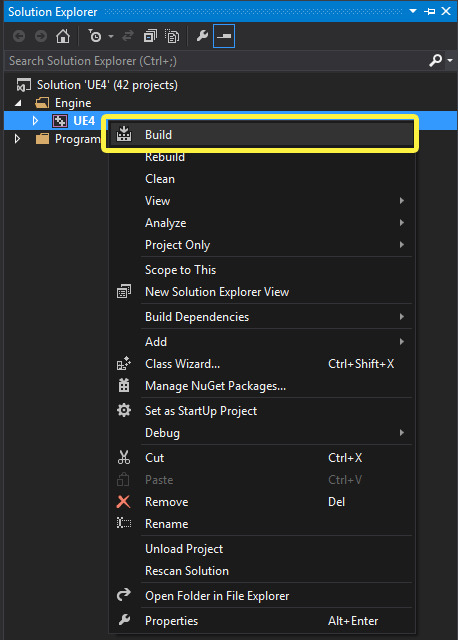 Solution Explorer
Search Solution Explorer (Ctrl+;)
Solution 'UE4' (42 projects)
Engine
UE4
Program
Build
Rebuild
Clean
View
Analyze
Project Only
Scope to This
New Solution Explorer View
Build Dependencies
Add
Class Wizard... Ctrl+Shift+X
Manage NuGet Packages...
Set as StartUp Project
Debug
Cut Ctrl+X
Paste Ctrl+V
Remove Del
Rename
Unload Project
Rescan Solution
Open Folder in File Explorer
Properties Alt+Enter